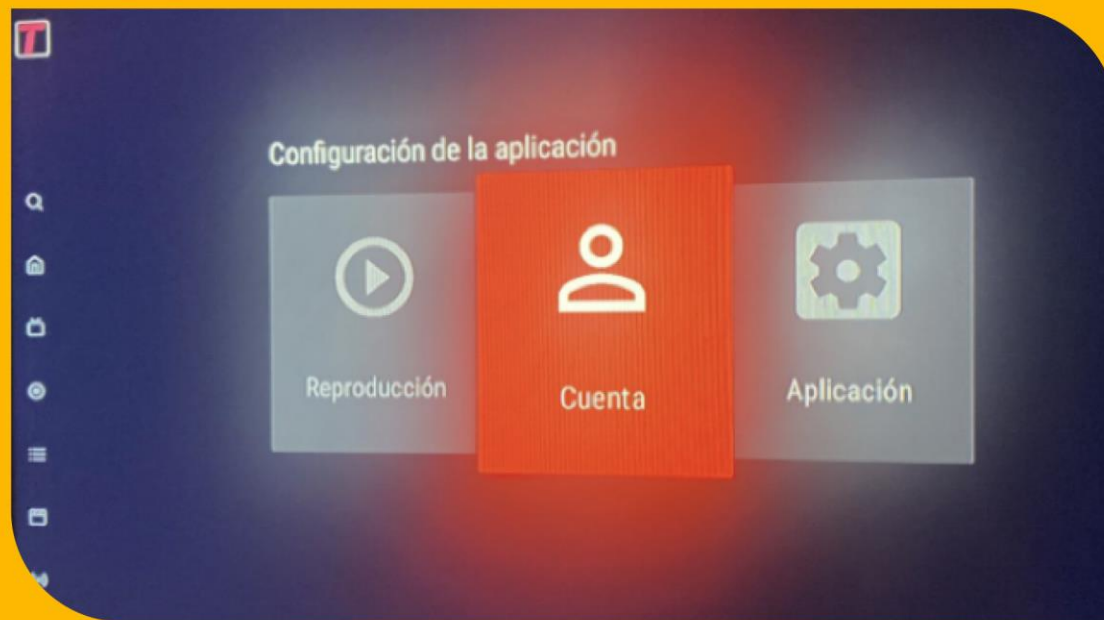 T
Configuración de la aplicación
Reproducción
Cuenta
Aplicación